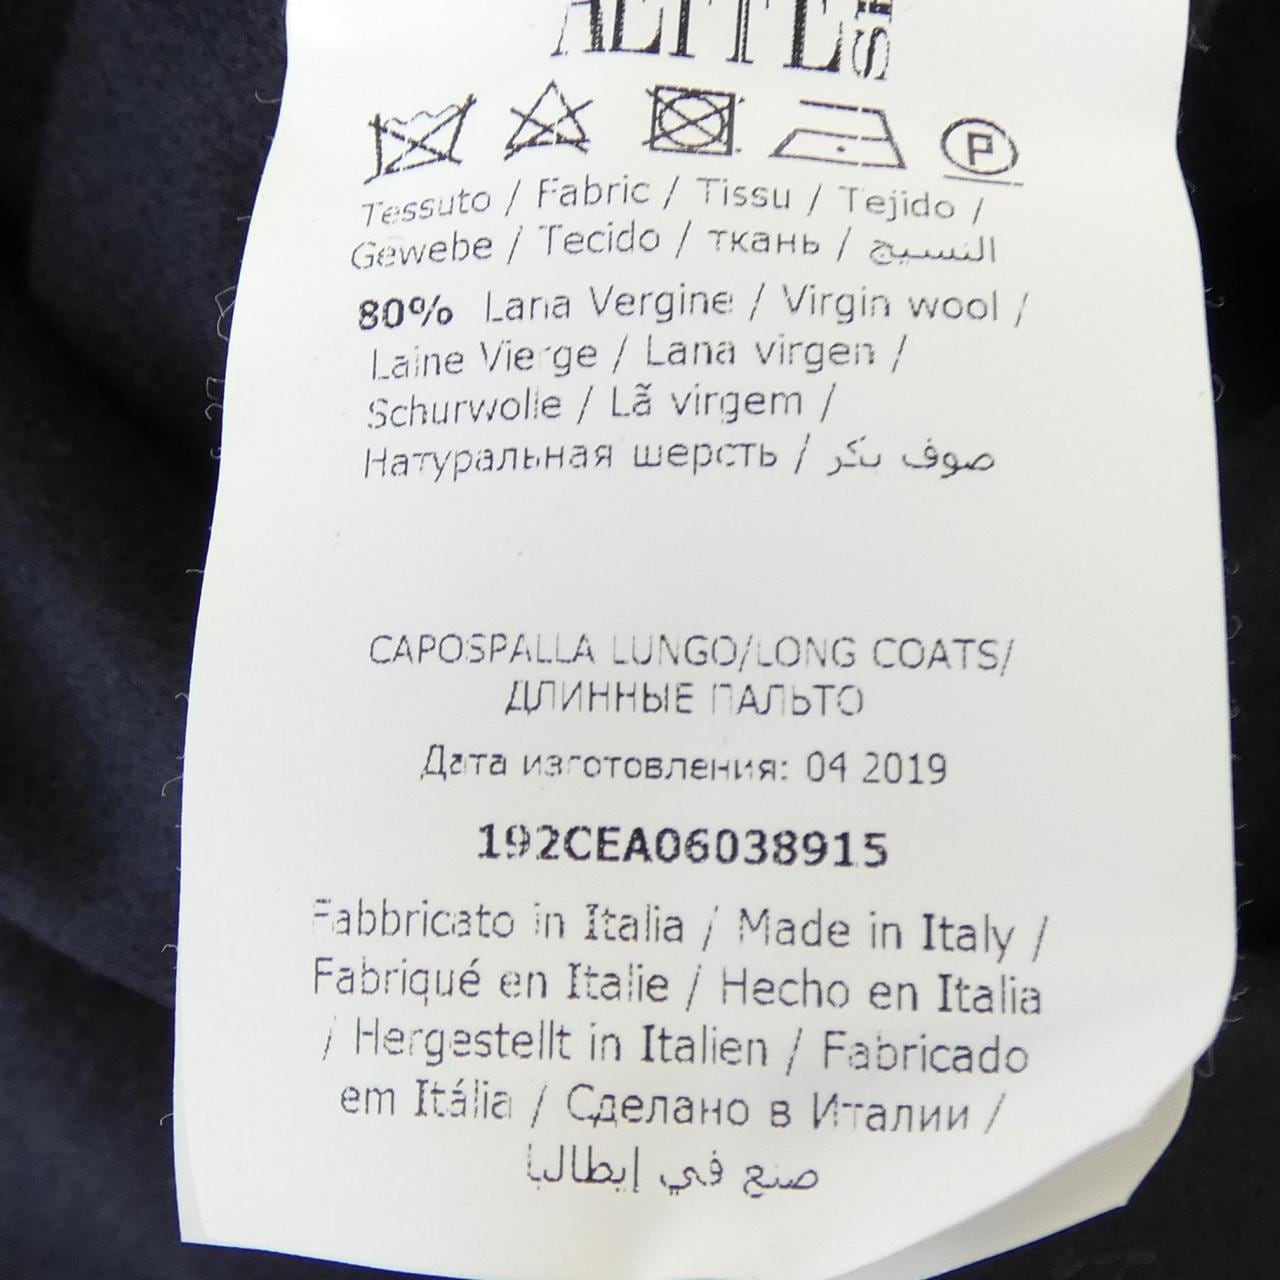 Tessuto / Fabric / Tissu / Tejido /
Gewebe / Tecido / ткань / النسيج
80% Lana Vergine / Virgin wool /
Laine Vierge / Lana virgen /
Schurwolle / Lã virgem /
Натуральная шерсть / صوف بكر
CAPOSPALLA LUNGO/LONG COATS/
ДЛИННЫЕ ПАЛЬТО
Дата изготовления: 04 2019
192CEA06038915
Fabbricato in Italia / Made in Italy /
Fabriqué en Italie / Hecho en Italia
/ Hergestellt in Italien / Fabricado
em Itália / Сделано в Италии /
صنع في إيطاليا